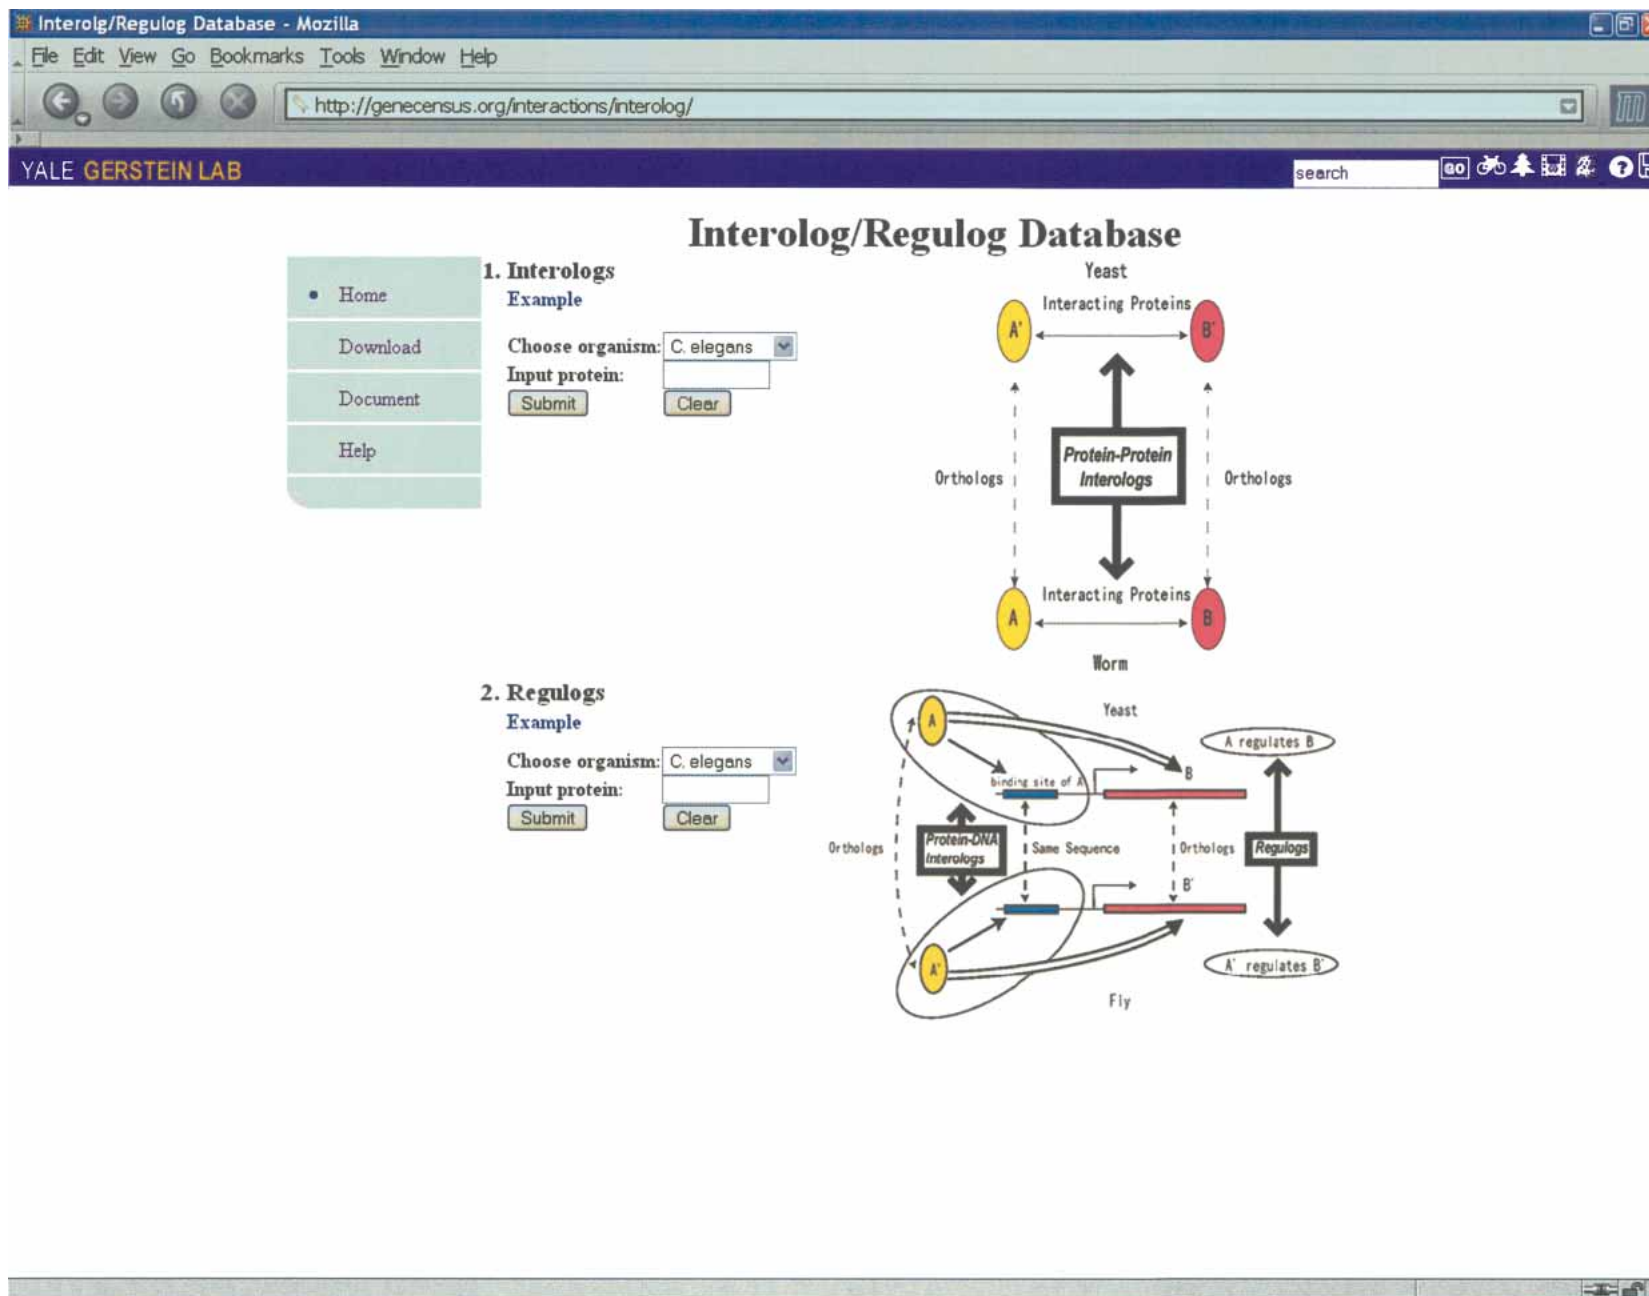 Interolg/Regulog Database - Mozilla
File Edit View Go Bookmarks Tools Window Help
http://genecensus.org/interactions/interolog/
YALE GERSTEIN LAB
search
GO
Interolog/Regulog Database
Home
Download
Document
Help
1. Interologs
Example
Choose organism: C. elegans
Input protein:
Submit Clear
Yeast
Interacting Proteins
A' B'
Orthologs
Protein-Protein
Interologs
Orthologs
Interacting Proteins
A B
Worm
2. Regulogs
Example
Choose organism: C. elegans
Input protein:
Submit Clear
Yeast
A
A regulates B
binding site of A
B
Orthologs
Protein-DNA
Interologs
Same Sequence
Orthologs
Regulogs
B'
A'
A' regulates B'
Fly